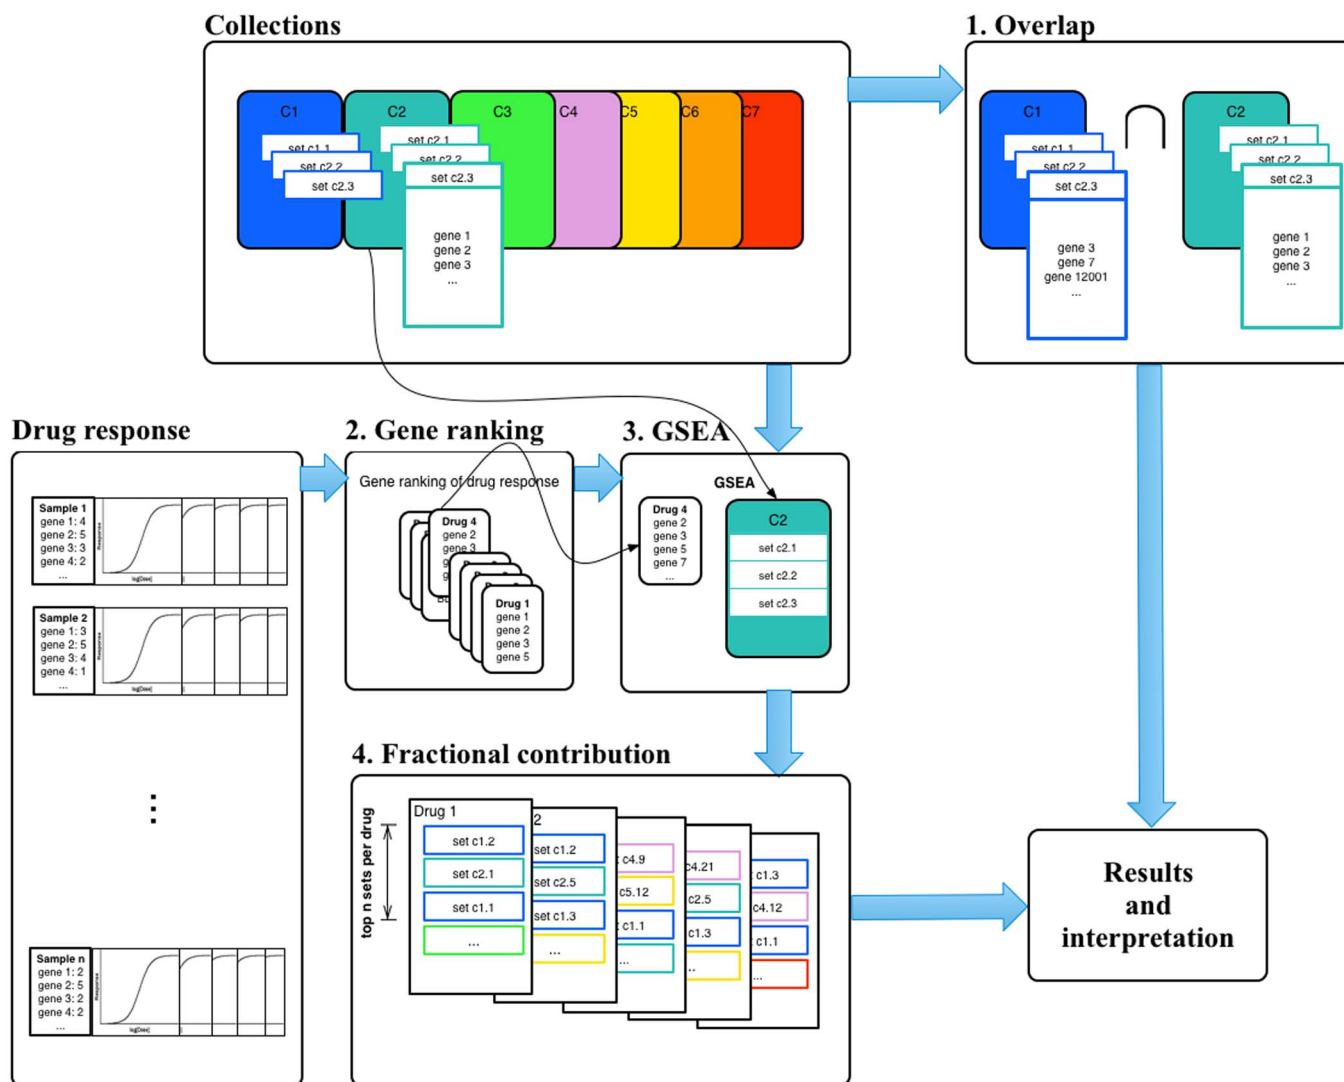 Collections
C1
C2
C3
C4
C5
C6
C7
set c1.1
set c2.2
set c2.3
set c2.1
set c2.2
set c2.3
gene 1
gene 2
gene 3
...
1. Overlap
C1
C2
set c1.1
set c2.2
set c2.3
gene 3
gene 7
gene 12001
...
set c2.1
set c2.2
set c2.3
gene 1
gene 2
gene 3
...
Drug response
Sample 1
gene 1: 4
gene 2: 5
gene 3: 3
gene 4: 2
...
Response
log[Dose]
Sample 2
gene 1: 3
gene 2: 5
gene 3: 4
gene 4: 1
...
Response
log[Dose]
...
Sample n
gene 1: 2
gene 2: 5
gene 3: 2
gene 4: 2
...
Response
log[Dose]
2. Gene ranking
Gene ranking of drug response
Drug 4
gene 2
gene 3
Drug 1
gene 1
gene 2
gene 3
gene 5
3. GSEA
GSEA
Drug 4
gene 2
gene 3
gene 5
gene 7
...
C2
set c2.1
set c2.2
set c2.3
4. Fractional contribution
top n sets per drug
Drug 1
set c1.2
set c2.1
set c1.1
...
2
set c1.2
set c2.5
set c1.3
...
c4.9
c5.12
c1.1
...
c4.21
c2.5
c1.3
..
c1.3
c4.12
c1.1
...
Results
and
interpretation